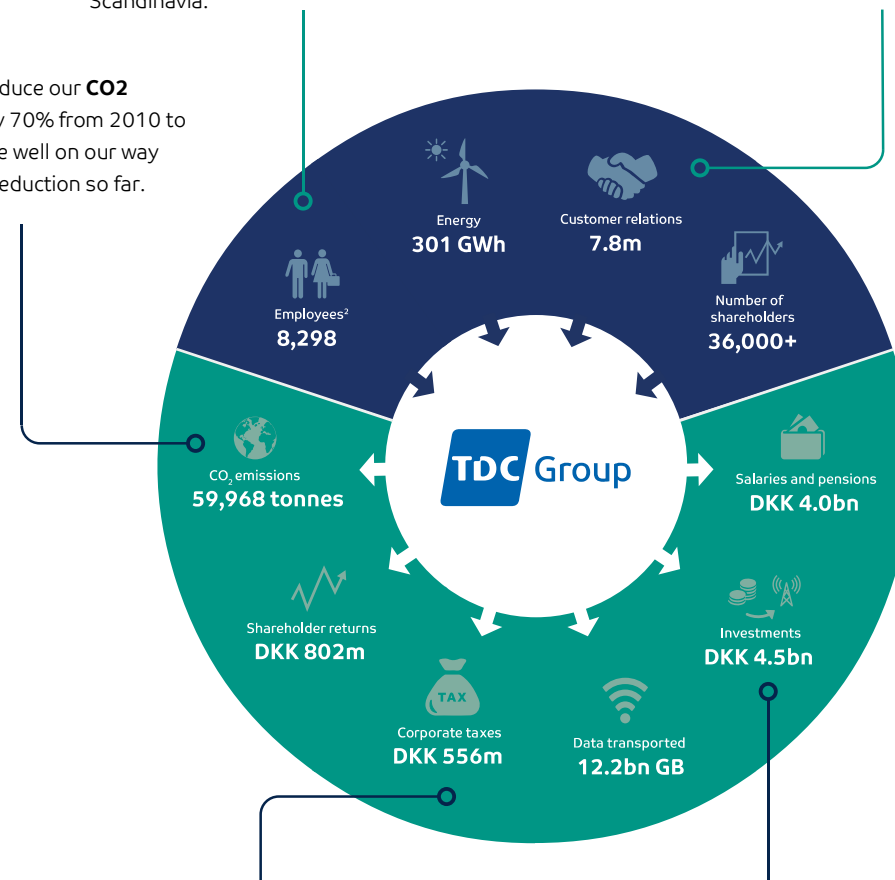 Scandinavia.
duce our CO2
y 70% from 2010 to
e well on our way
eduction so far.
Energy
301 GWh
Customer relations
7.8m
Employees²
8,298
Number of
shareholders
36,000+
CO₂ emissions
59,968 tonnes
TDC Group
Salaries and pensions
DKK 4.0bn
Shareholder returns
DKK 802m
Investments
DKK 4.5bn
TAX
Corporate taxes
DKK 556m
Data transported
12.2bn GB